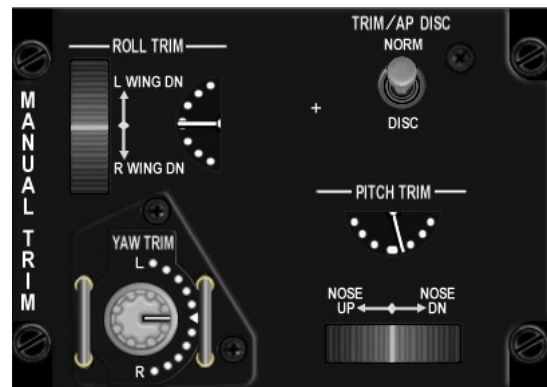 MANUAL TRIM
ROLL TRIM
L WING DN
R WING DN
TRIM/AP DISC
NORM
DISC
YAW TRIM
L
R
PITCH TRIM
NOSE UP
NOSE DN